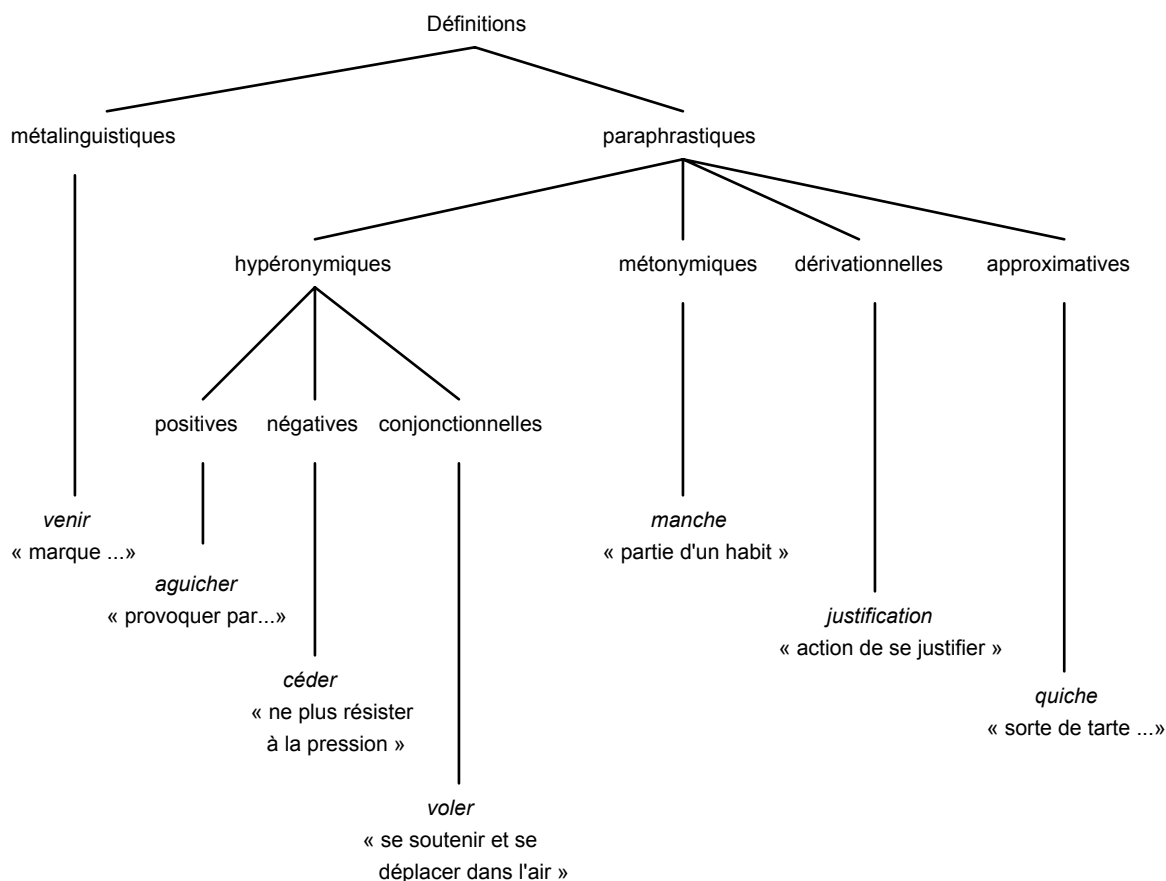 Définitions
métalinguistiques
paraphrastiques
hypéronymiques
métonymiques
dérivationnelles
approximatives
positives
négatives
conjonctionnelles
venir
« marque ...»
aguicher
« provoquer par...»
céder
« ne plus résister
à la pression »
voler
« se soutenir et se
déplacer dans l'air »
manche
« partie d'un habit »
justification
« action de se justifier »
quiche
« sorte de tarte ...»